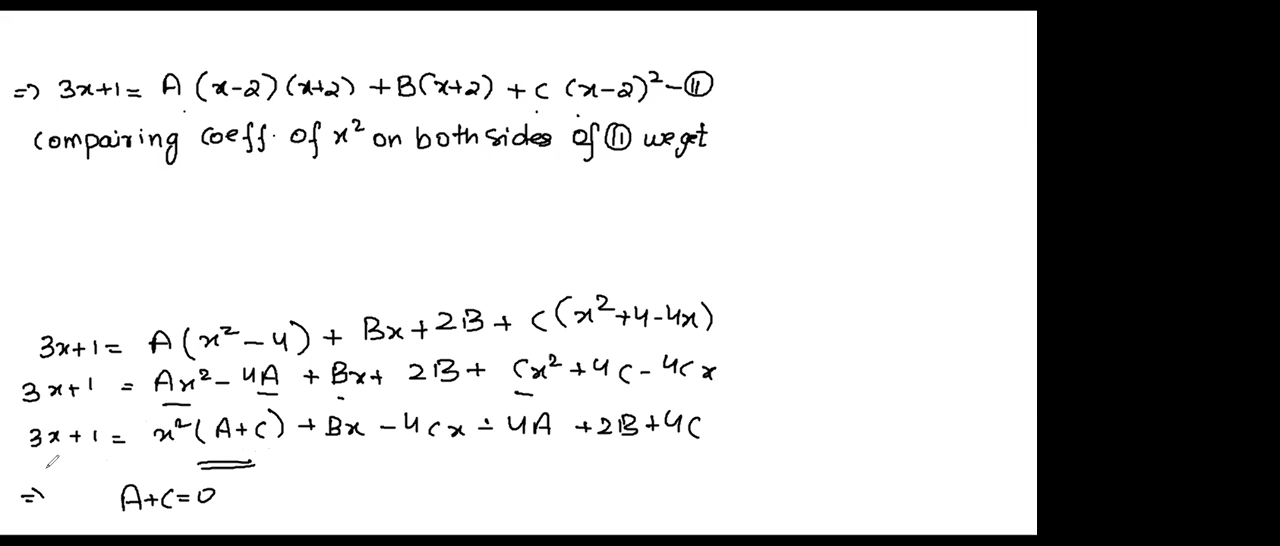 => 3x+1 = A (x-2)(x+2) + B(x+2) + C (x-2)² - ⑪
compairing coeff. of x² on both sides of ⑪ we get
3x+1 = A(x²-4) + Bx+2B + C(x²+4-4x)
3x+1 = Ax²-4A + Bx+ 2B+ Cx²+4C-4Cx
3x+1 = x²(A+C) + Bx -4Cx -4A +2B+4C
=> A+C=0